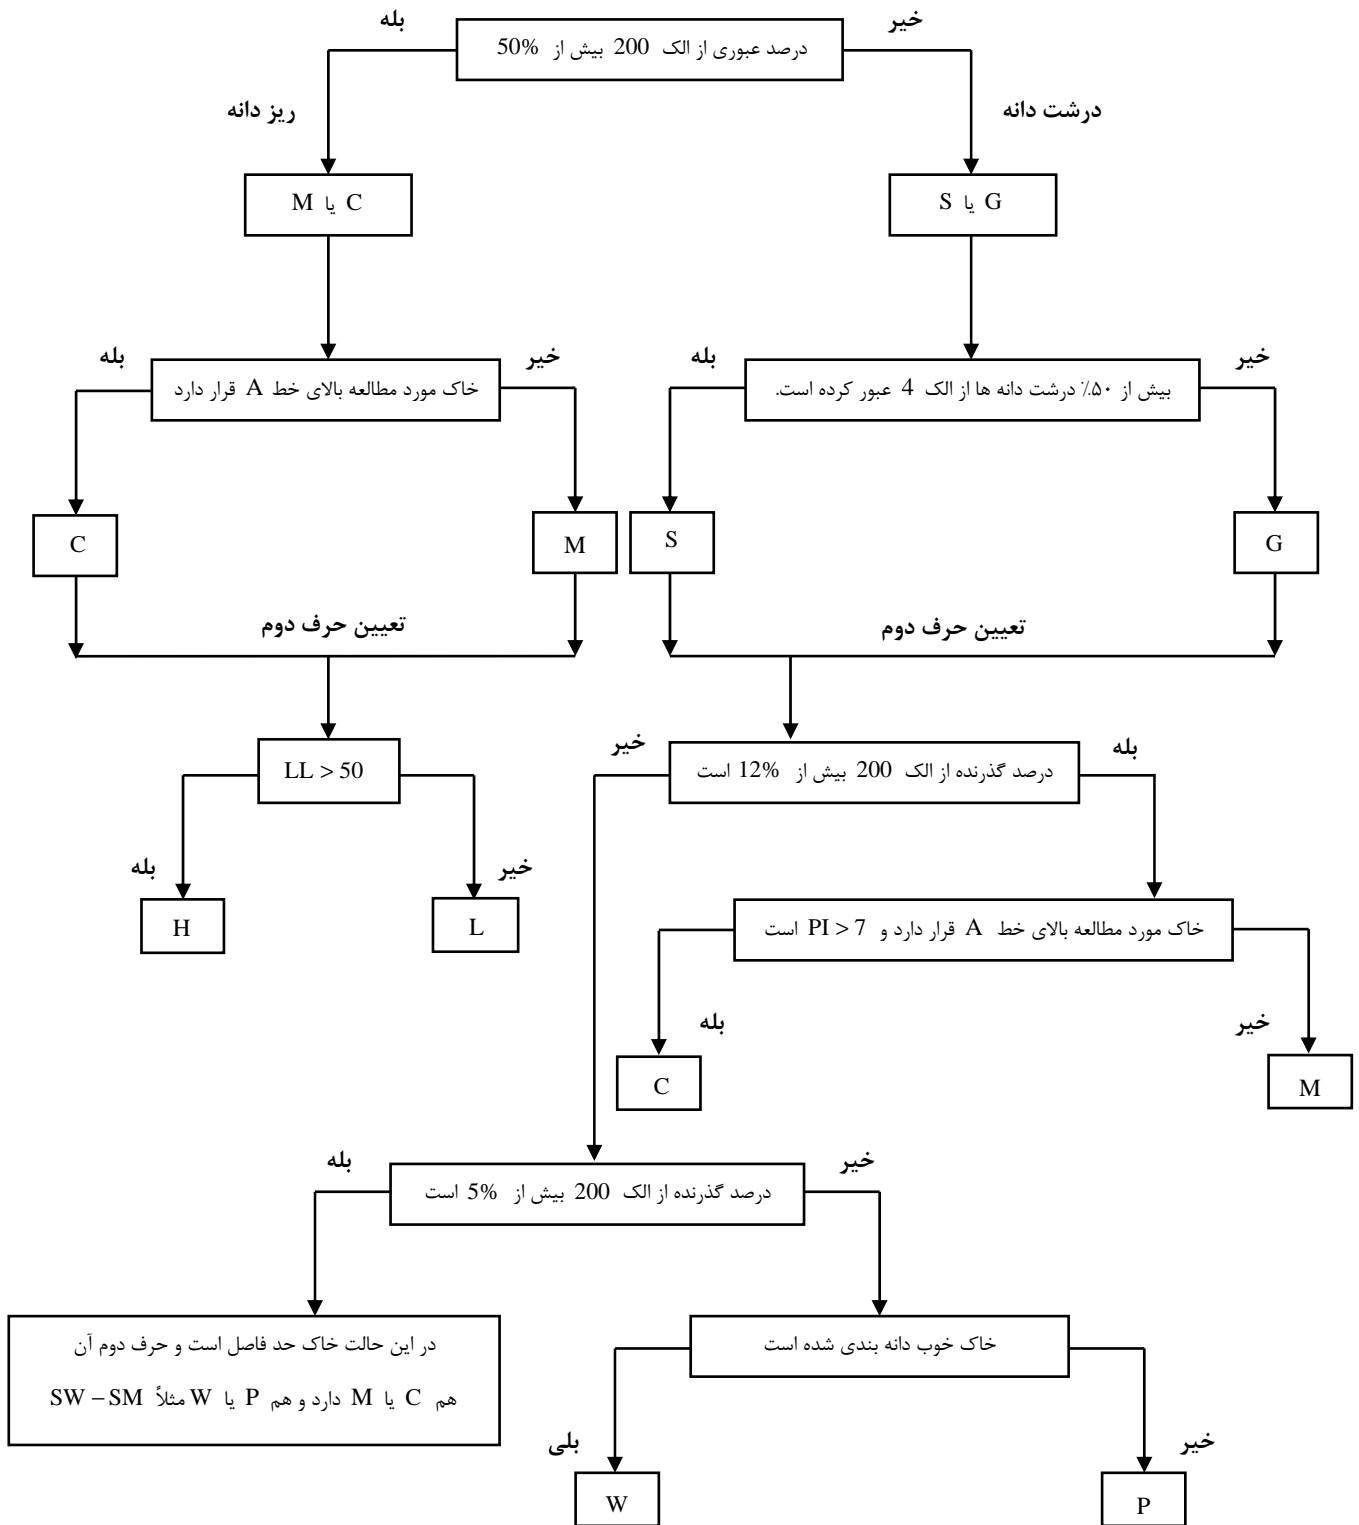 بله
خیر
درصد عبوری از الک 200 بیش از 50%
ریز دانه
درشت دانه
C یا M
G یا S
بله
خیر
بله
خیر
خاک مورد مطالعه بالای خط A قرار دارد
بیش از ۵۰٪ درشت دانه ها از الک 4 عبور کرده است.
C
M
S
G
تعیین حرف دوم
تعیین حرف دوم
خیر
بله
LL > 50
درصد گذرنده از الک 200 بیش از 12% است
بله
خیر
H
L
خاک مورد مطالعه بالای خط A قرار دارد و PI > 7 است
بله
خیر
C
M
بله
خیر
درصد گذرنده از الک 200 بیش از 5% است
در این حالت خاک حد فاصل است و حرف دوم آن
هم C یا M دارد و هم P یا W مثلاً SW – SM
خاک خوب دانه بندی شده است
بلی
خیر
W
P